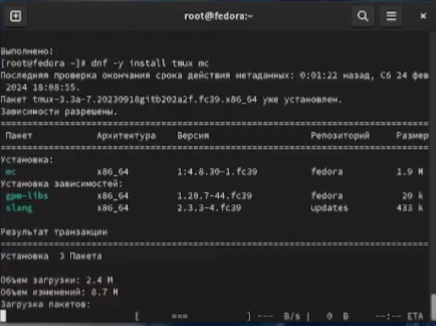 root@fedora:~
Выполнено!
[root@fedora ~]# dnf -y install tmux mc
Последняя проверка окончания срока действия метаданных: 0:01:22 назад, Сб 24 фев
2024 18:08:55.
Пакет tmux-3.3a-7.20230918gitb202a2f.fc39.x86_64 уже установлен.
Зависимости разрешены.
================================================================================
Пакет Архитектура Версия Репозиторий Размер
================================================================================
Установка:
mc x86_64 1:4.8.30-1.fc39 fedora 1.9 M
Установка зависимостей:
gpm-libs x86_64 1.20.7-44.fc39 fedora 20 k
slang x86_64 2.3.3-4.fc39 updates 433 k
Результат транзакции
================================================================================
Установка 3 Пакета
Объем загрузки: 2.4 M
Объем изменений: 8.7 M
Загрузка пакетов:
[ === ] --- B/s | 0 B --:-- ETA